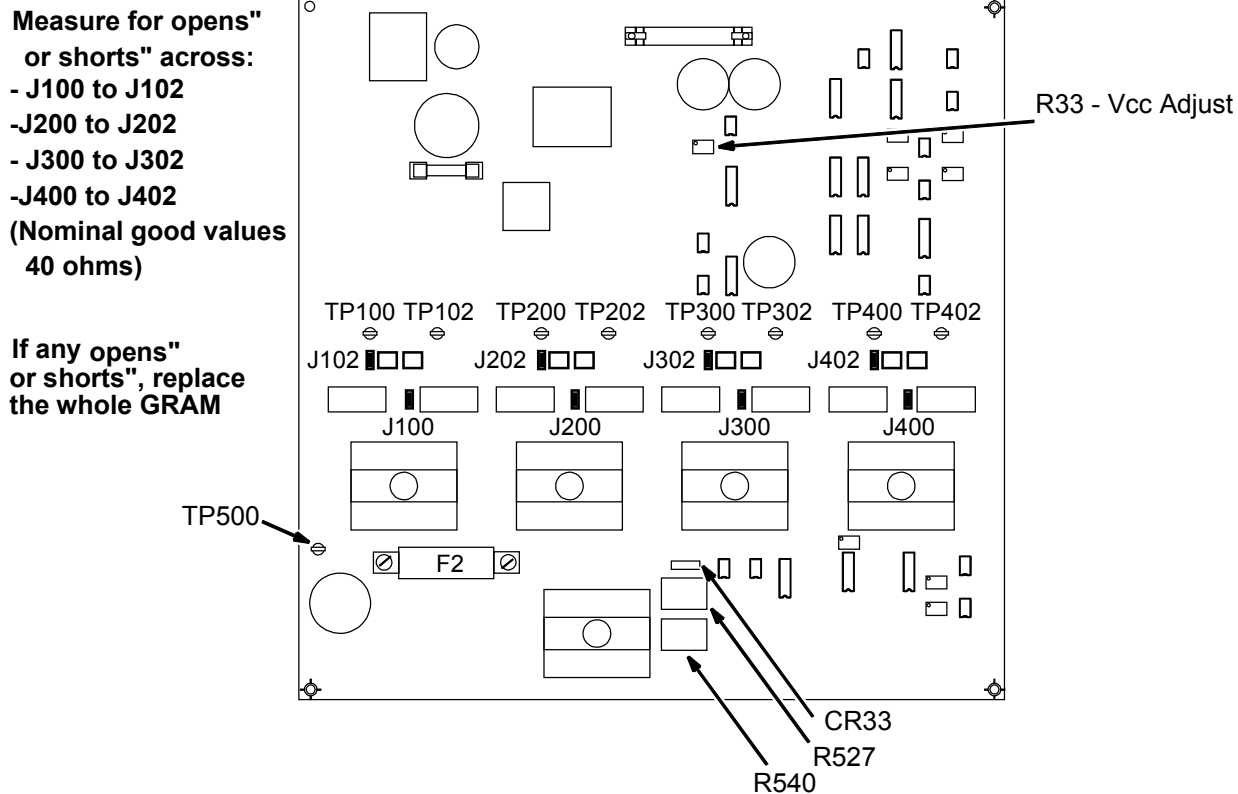 Measure for opens"
or shorts" across:
- J100 to J102
-J200 to J202
- J300 to J302
-J400 to J402
(Nominal good values
40 ohms)
If any opens"
or shorts", replace
the whole GRAM
R33 - Vcc Adjust
TP100 TP102 TP200 TP202 TP300 TP302 TP400 TP402
J102 J202 J302 J402
J100 J200 J300 J400
TP500
F2
CR33
R527
R540